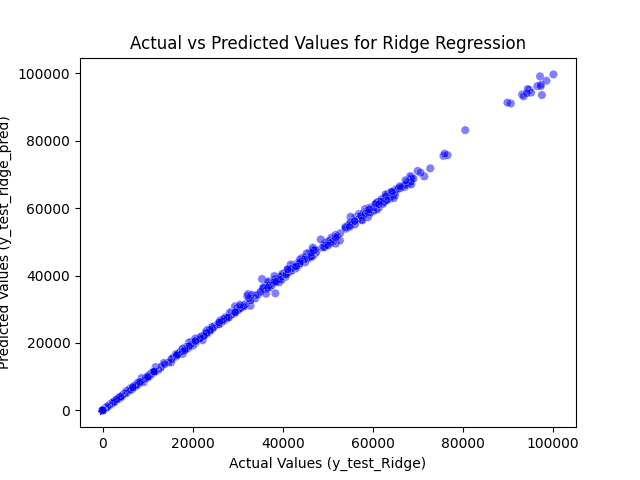 Actual vs Predicted Values for Ridge Regression
100000
80000
60000
40000
20000
0
Predicted Values (y_test_ridge_pred)
0 20000 40000 60000 80000 100000
Actual Values (y_test_Ridge)